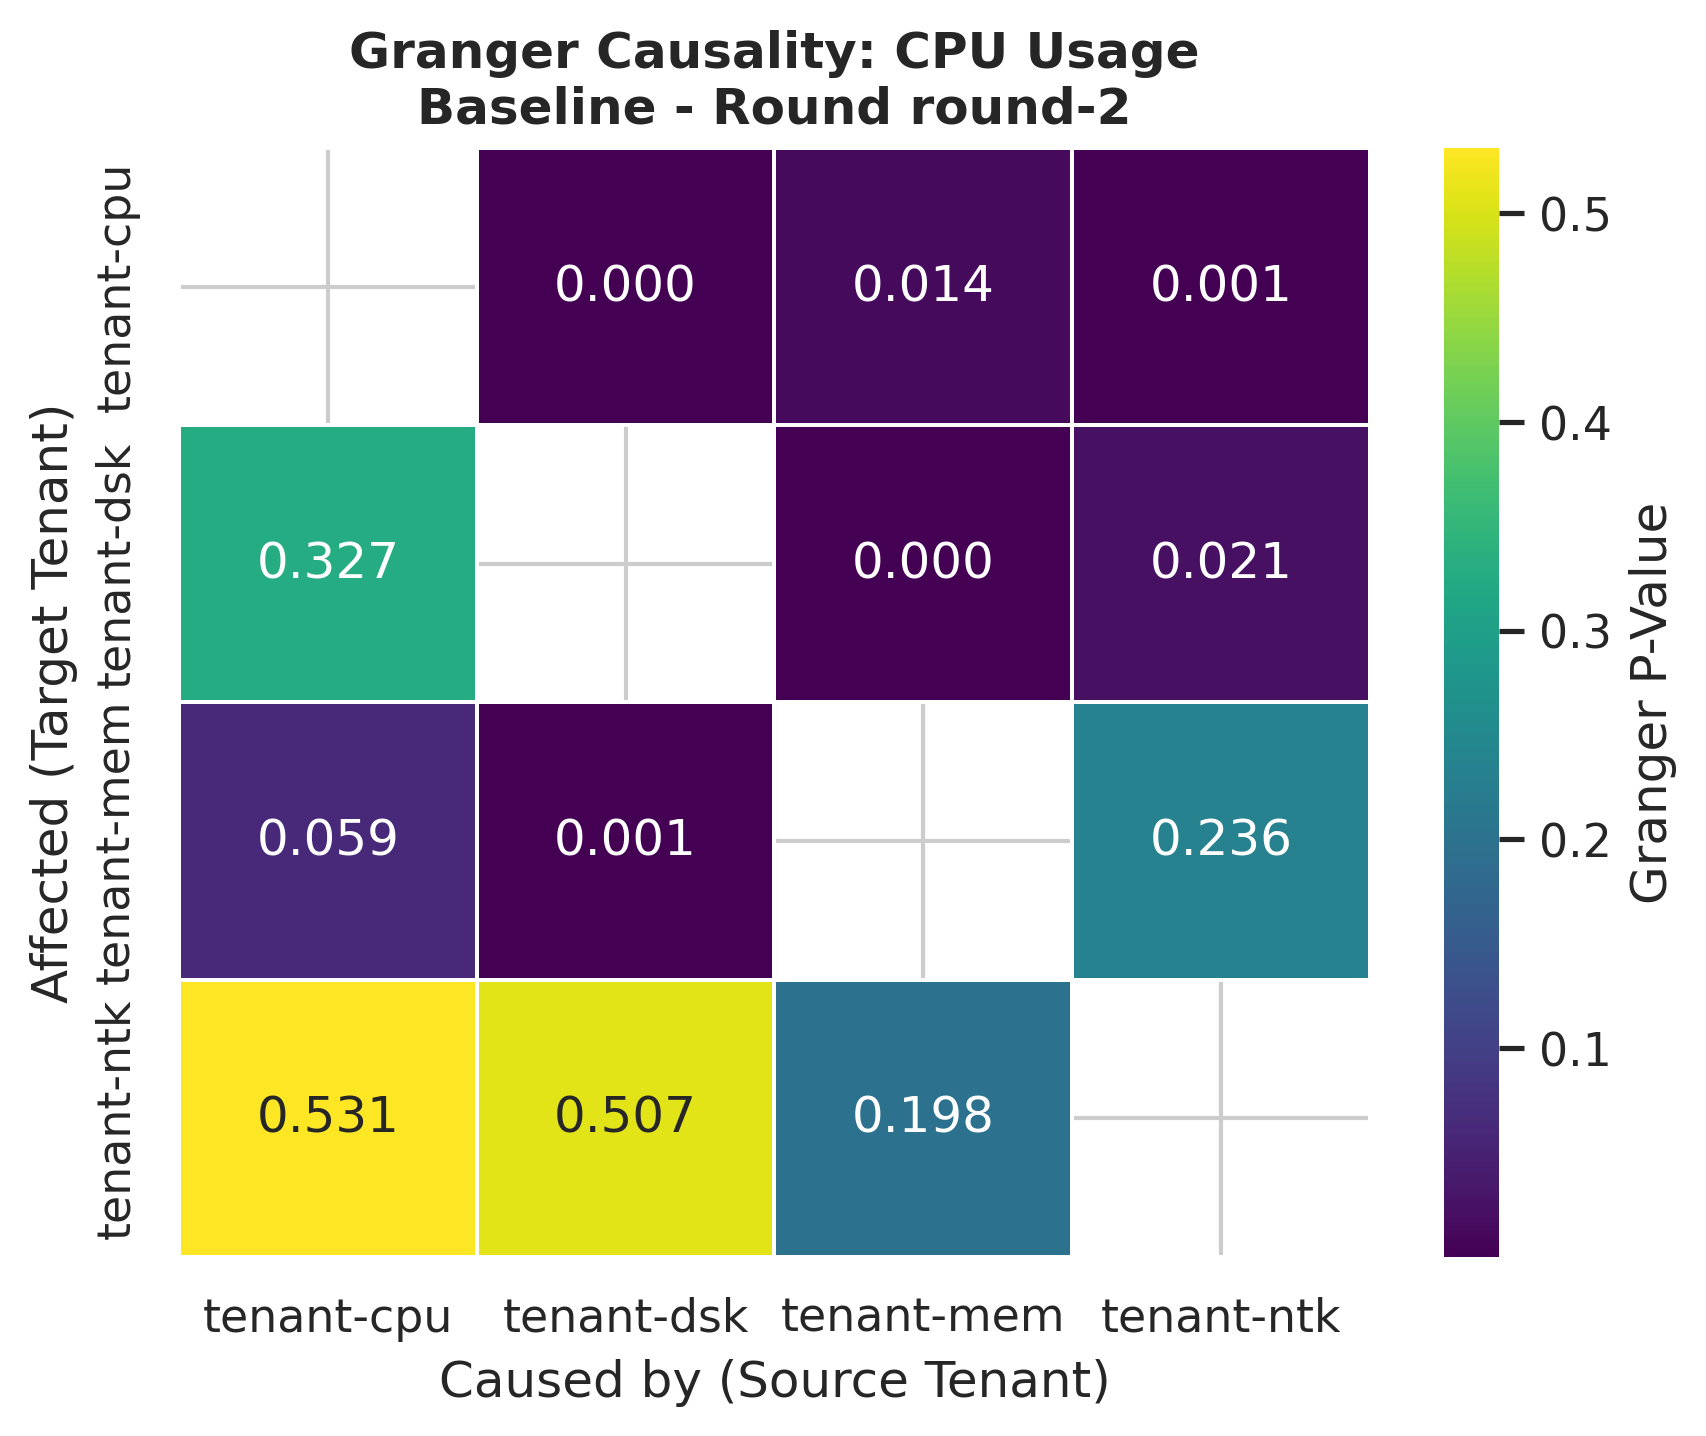 Granger Causality: CPU Usage
Baseline - Round round-2
Affected (Target Tenant)
tenant-cpu
0.000 0.014 0.001
tenant-dsk
0.327 0.000 0.021
tenant-mem
0.059 0.001 0.236
tenant-ntk
0.531 0.507 0.198
tenant-cpu tenant-dsk tenant-mem tenant-ntk
Caused by (Source Tenant)
0.5
0.4
0.3
0.2
0.1
Granger P-Value